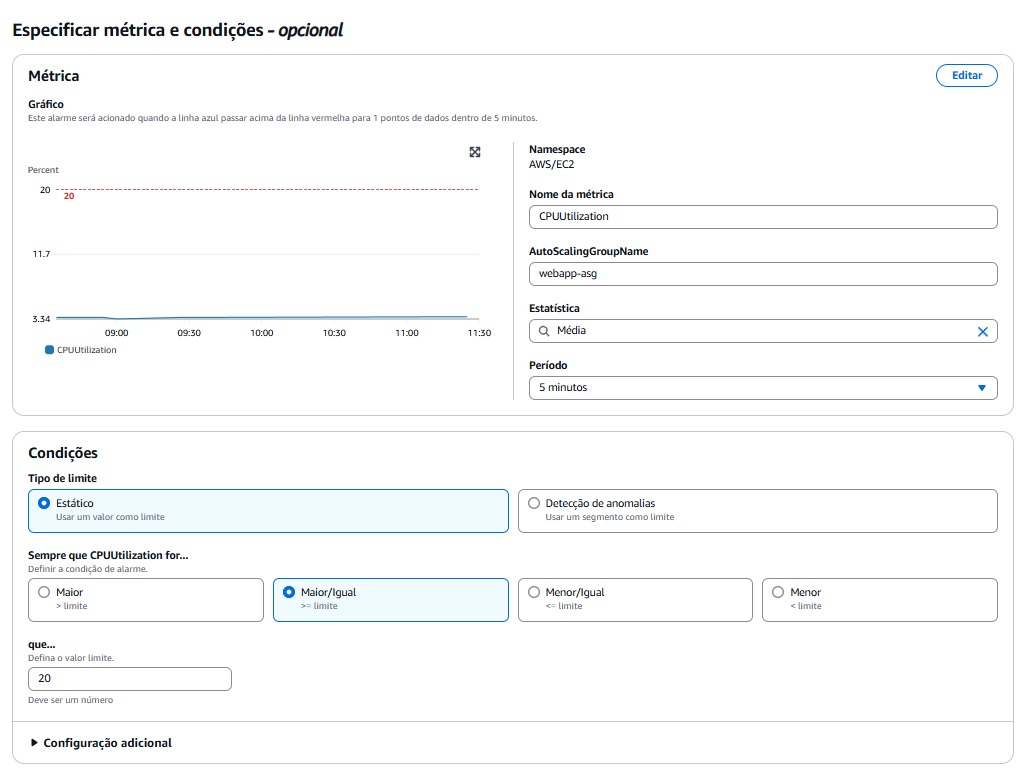 Especificar métrica e condições - opcional
Métrica
Editar
Gráfico
Este alarme será acionado quando a linha azul passar acima da linha vermelha para 1 pontos de dados dentro de 5 minutos.
Percent
20
20
11.7
3.34
09:00 09:30 10:00 10:30 11:00 11:30
CPUUtilization
Namespace
AWS/EC2
Nome da métrica
CPUUtilization
AutoScalingGroupName
webapp-asg
Estatística
Média
Período
5 minutos
Condições
Tipo de limite
Estático
Usar um valor como limite
Detecção de anomalias
Usar um segmento como limite
Sempre que CPUUtilization for...
Definir a condição de alarme.
Maior
> limite
Maior/Igual
>= limite
Menor/Igual
<= limite
Menor
< limite
que...
Defina o valor limite.
20
Deve ser um número
Configuração adicional